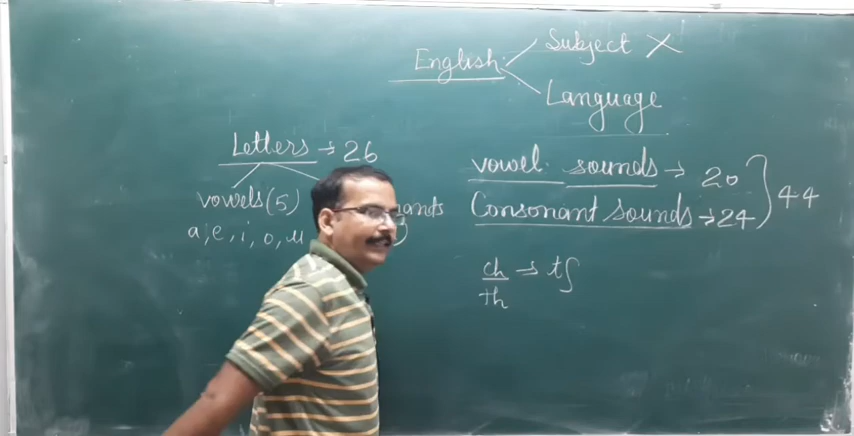 English
Subject X
Language
Letters → 26
vowels (5)
a, e, i, o, u
vowel sounds → 20
Consonant sounds → 24
44
ch → tʃ
th